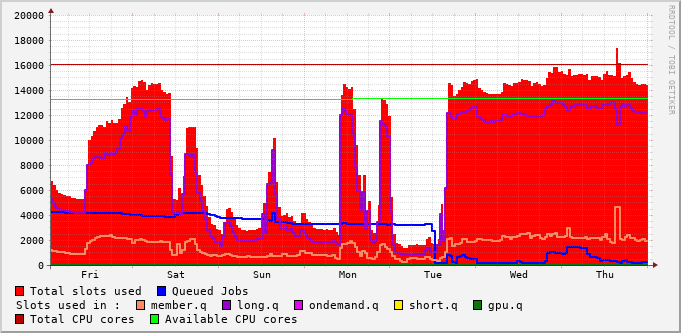 20000
18000
16000
14000
12000
10000
8000
6000
4000
2000
0
Fri Sat Sun Mon Tue Wed Thu
Total slots used Queued Jobs
Slots used in : member.q long.q ondemand.q short.q gpu.q
Total CPU cores Available CPU cores
RRDTOOL / TOBI OETIKER